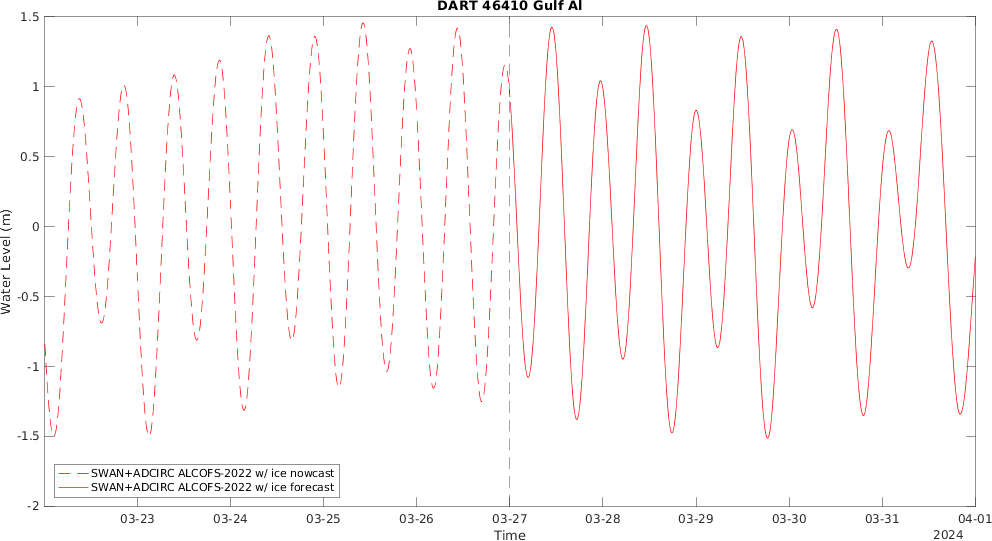 DART 46410 Gulf Al
Water Level (m)
1.5
1
0.5
0
-0.5
-1
-1.5
-2
SWAN+ADCIRC ALCOFS-2022 w/ ice nowcast
SWAN+ADCIRC ALCOFS-2022 w/ ice forecast
03-23 03-24 03-25 03-26 03-27 03-28 03-29 03-30 03-31 04-01
Time
2024